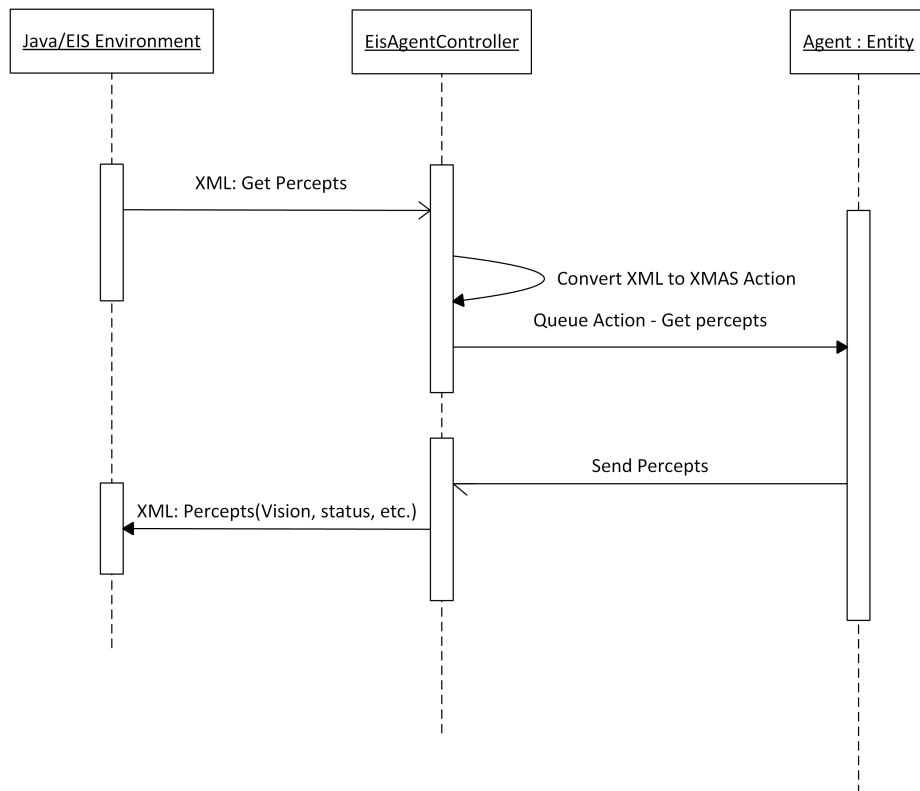 Java/EIS Environment
EisAgentController
Agent : Entity
XML: Get Percepts
Convert XML to XMAS Action
Queue Action - Get percepts
Send Percepts
XML: Percepts(Vision, status, etc.)